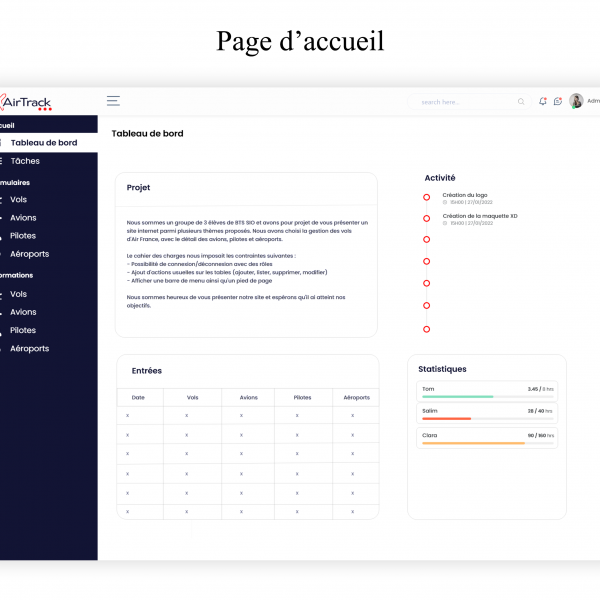 Page d’accueil
AirTrack
search here...
Adm
cueil
Tableau de bord
Tâches
mulaires
Vols
Avions
Pilotes
Aéroports
ormations
Vols
Avions
Pilotes
Aéroports
Tableau de bord
Projet
Nous sommes un groupe de 3 élèves de BTS SIO et avons pour projet de vous présenter un
site internet parmi plusieurs thèmes proposés. Nous avons choisi la gestion des vols
d'Air France, avec le détail des avions, pilotes et aéroports.
Le cahier des charges nous imposait les contraintes suivantes :
- Possibilité de connexion/déconnexion avec des rôles
- Ajout d'actions usuelles sur les tables (ajouter, lister, supprimer, modifier)
- Afficher une barre de menu ainsi qu'un pied de page
Nous sommes heureux de vous présenter notre site et espérons qu'il ai atteint nos
objectifs.
Activité
Création du logo
15H00 | 27/01/2022
Création de la maquette XD
15H00 | 27/01/2022
Entrées
Date Vols Avions Pilotes Aéroports
x x x x x
x x x x x
x x x x x
x x x x x
x x x x x
x x x x x
Statistiques
Tom 3.45 / 8 hrs
Salim 28 / 40 hrs
Clara 90 / 160 hrs